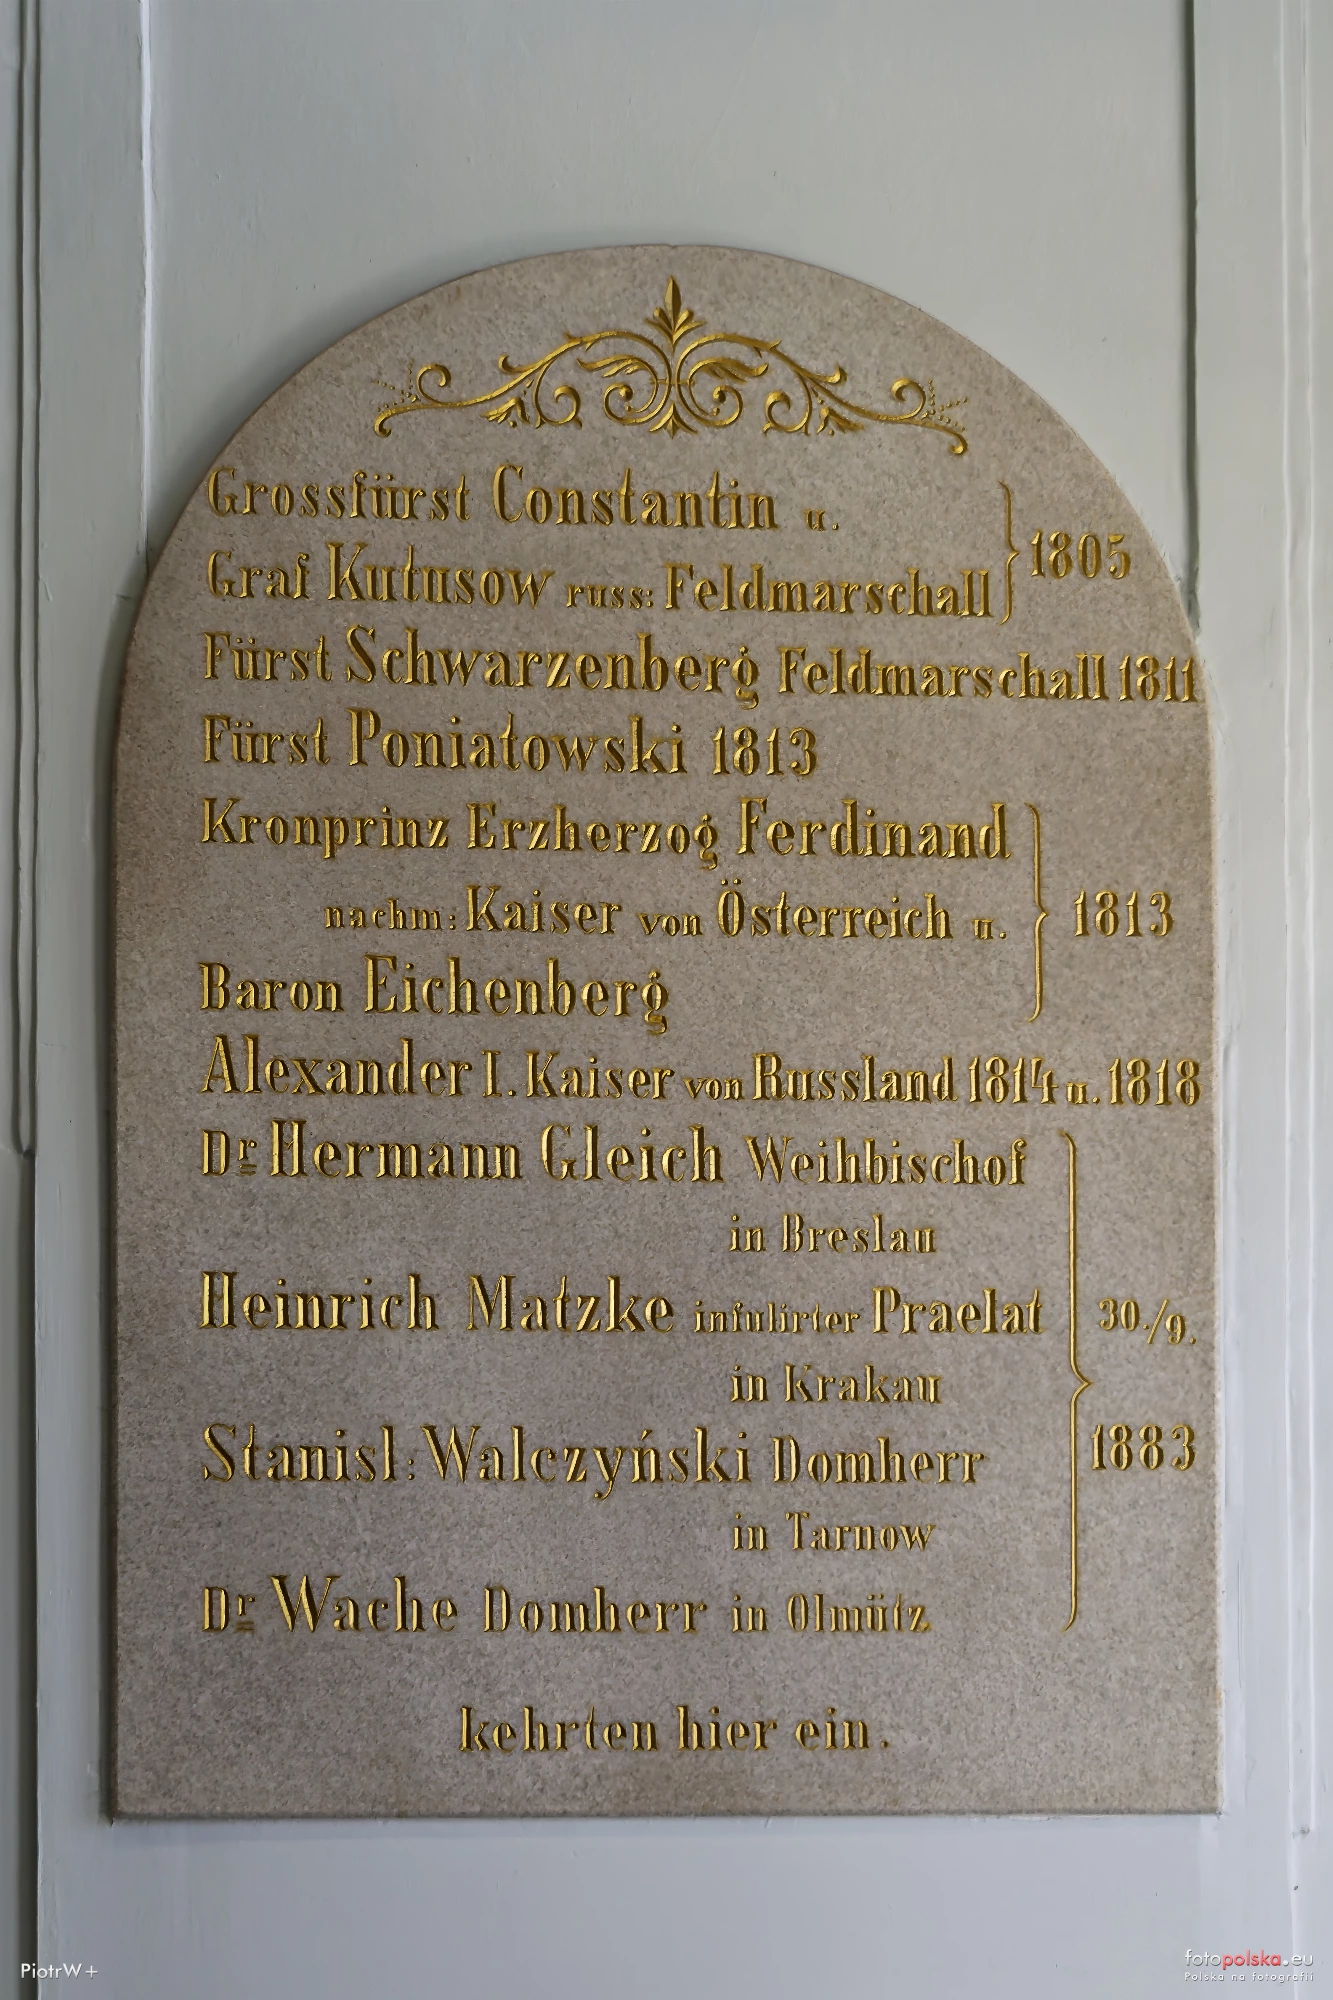 Grossfürst Constantin u.
Graf Kutusow russ: Feldmarschall } 1805
Fürst Schwarzenberg Feldmarschall 1811
Fürst Poniatowski 1813
Kronprinz Erzherzog Ferdinand
nachm: Kaiser von Österreich u. } 1813
Baron Eichenberg
Alexander I. Kaiser von Russland 1814 u. 1818
Dr Hermann Gleich Weihbischof
in Breslau
Heinrich Matzke infulirter Praelat } 30./9.
in Krakau
Stanisl: Walczyński Domherr 1883
in Tarnow
Dr Wache Domherr in Olmütz
kehrten hier ein.
PiotrW+
fotopolska.eu
Polska na fotografii